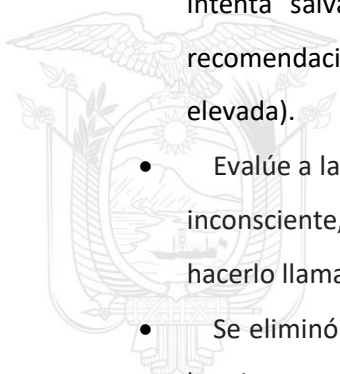 intenta salva
recomendaci
elevada).
• Evalúe a la
inconsciente,
hacerlo llama
• Se eliminó